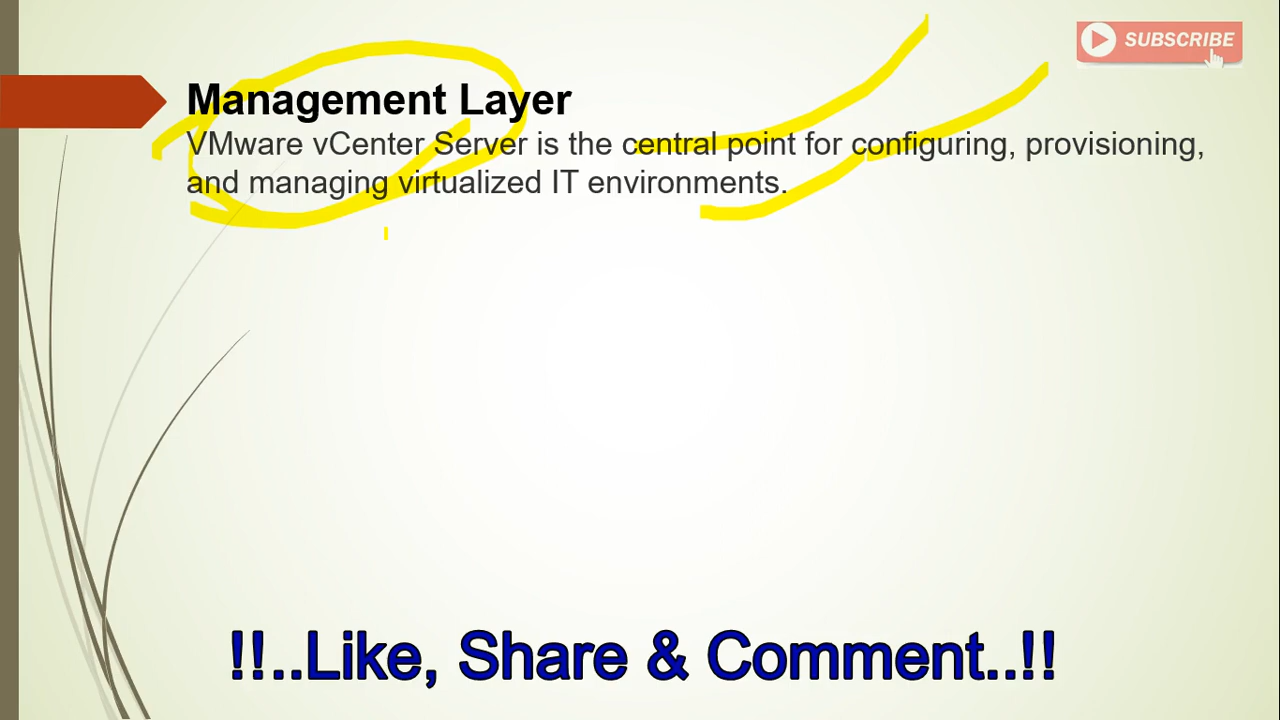 SUBSCRIBE
Management Layer
VMware vCenter Server is the central point for configuring, provisioning,
and managing virtualized IT environments.
!!..Like, Share & Comment..!!